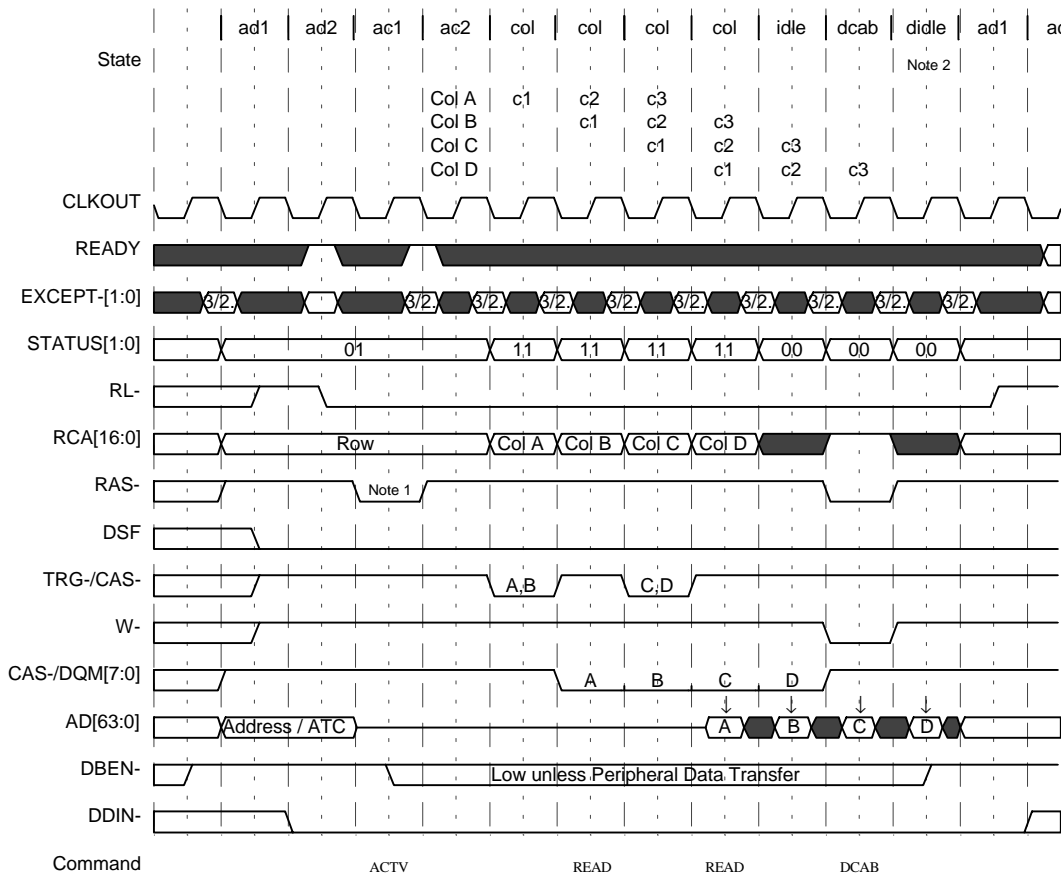 ad1 ad2 ac1 ac2 col col col col idle dcab didle ad1 ac
State Note 2
Col A c1 c2 c3
Col B c1 c2 c3
Col C c1 c2 c3
Col D c1 c2 c3
CLKOUT
READY
EXCEPT-[1:0] 3/2. 3/2. 3/2. 3/2. 3/2. 3/2. 3/2. 3/2. 3/2. 3/2.
STATUS[1:0] 01 11 11 11 11 00 00 00
RL-
RCA[16:0] Row Col A Col B Col C Col D
RAS- Note 1
DSF
TRG-/CAS- A,B C,D
W-
CAS-/DQM[7:0] A B C D
AD[63:0] Address / ATC A B C D
DBEN- Low unless Peripheral Data Transfer
DDIN-
Command ACTV READ READ DCAB